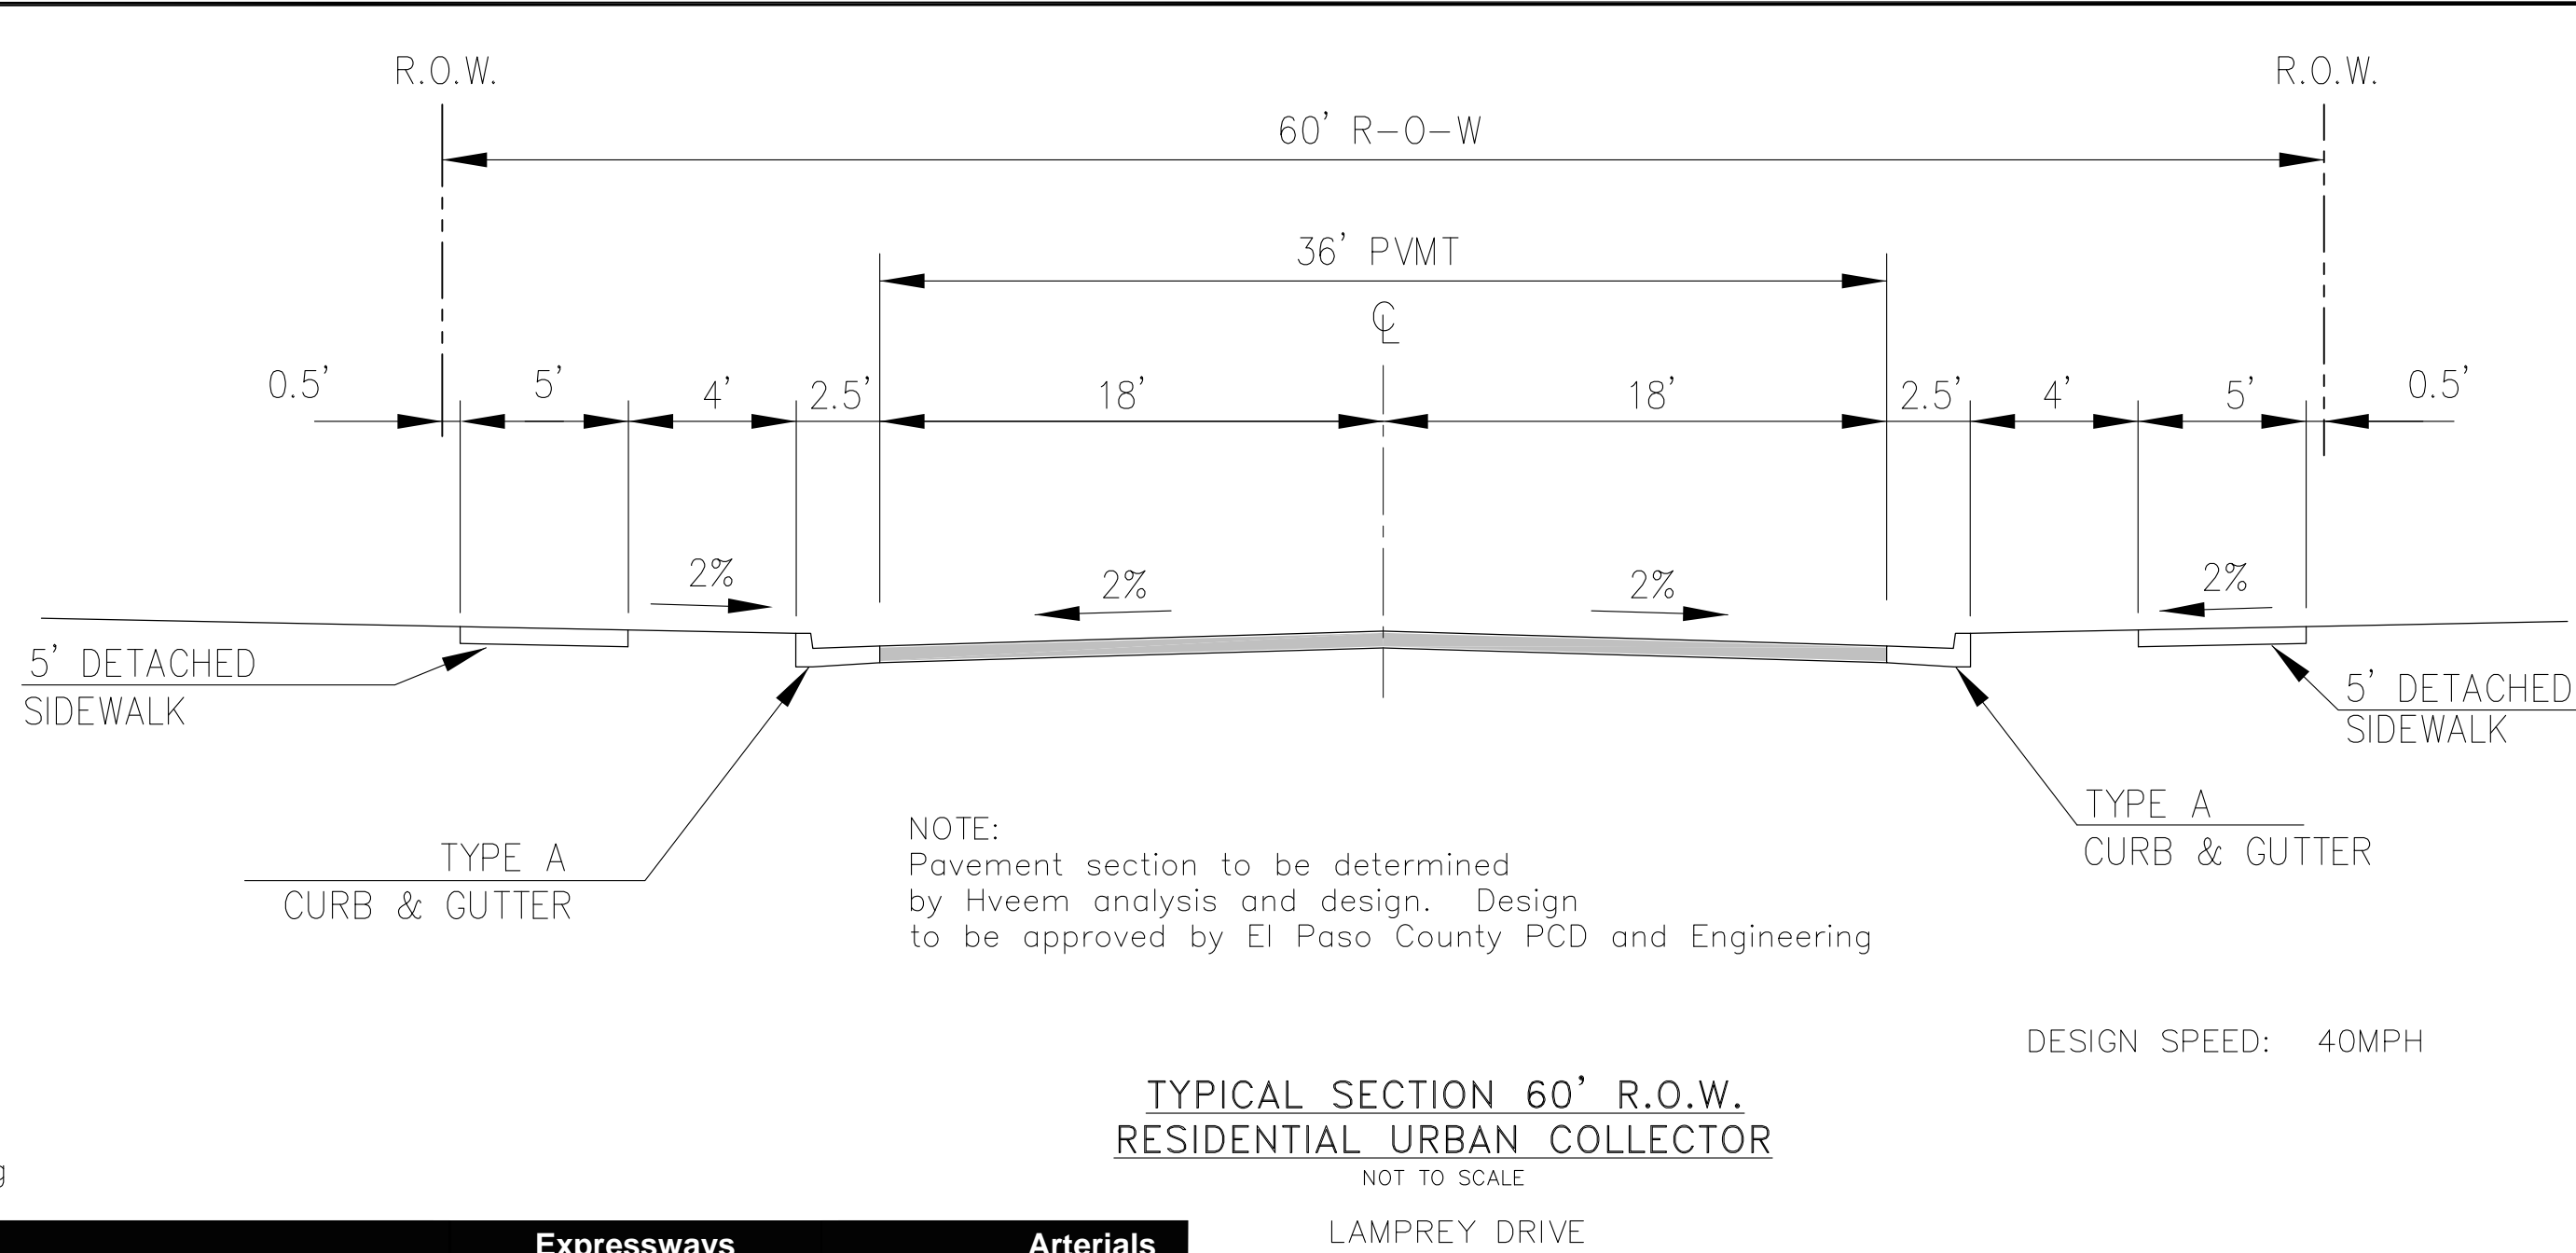 R.O.W.
R.O.W.
60' R-O-W
36' PVMT
℄
0.5'
5'
4'
2.5'
18'
18'
2.5'
4'
5'
0.5'
2%
2%
2%
2%
5' DETACHED
SIDEWALK
5' DETACHED
SIDEWALK
TYPE A
CURB & GUTTER
TYPE A
CURB & GUTTER
NOTE:
Pavement section to be determined
by Hveem analysis and design. Design
to be approved by El Paso County PCD and Engineering
DESIGN SPEED: 40MPH
TYPICAL SECTION 60' R.O.W.
RESIDENTIAL URBAN COLLECTOR
NOT TO SCALE
LAMPREY DRIVE
Expressways
Arterials